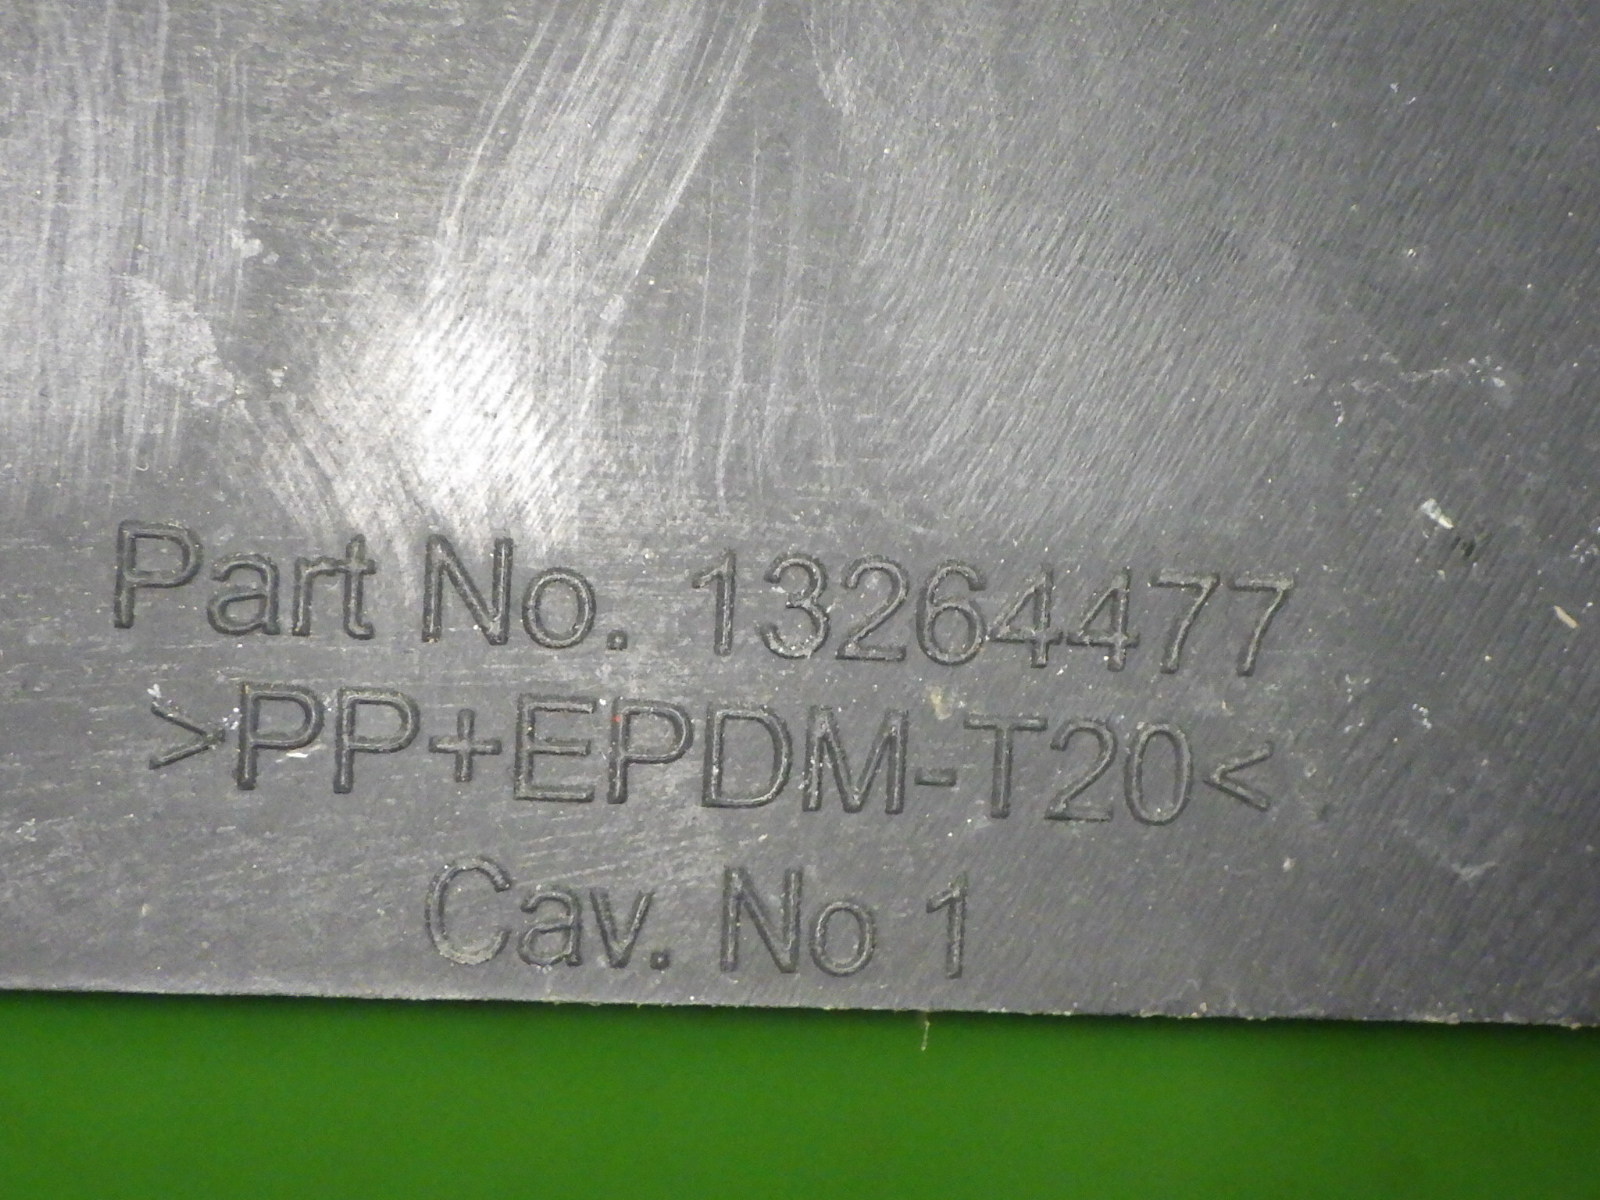 Part No. 13264477
>PP+EPDM-T20<
Cav. No 1